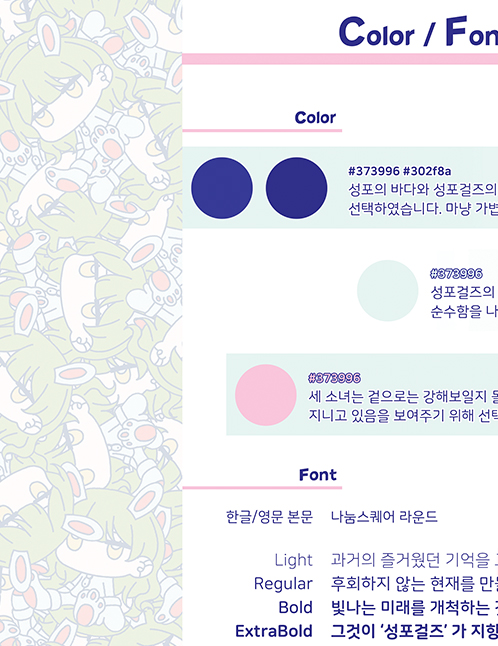 Color / Fon
Color
#373996 #302f8a
성포의 바다와 성포걸즈의
선택하였습니다. 마냥 가볍
#373996
성포걸즈의
순수함을 나
#373996
세 소녀는 겉으로는 강해보일지
지니고 있음을 보여주기 위해 선택
Font
한글/영문 본문 나눔스퀘어 라운드
Light 과거의 즐거웠던 기억을
Regular 후회하지 않는 현재를 만들
Bold 빛나는 미래를 개척하는
ExtraBold 그것이 ‘성포걸즈’ 가 지향